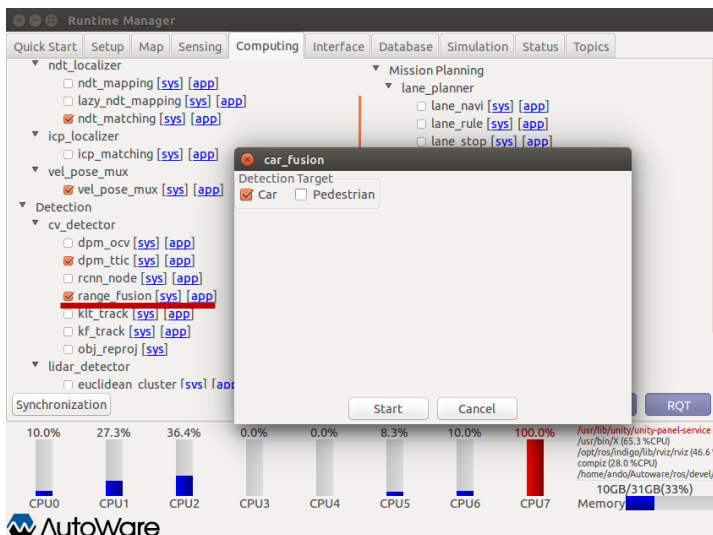 Runtime Manager
Quick Start Setup Map Sensing Computing Interface Database Simulation Status Topics
ndt_localizer
ndt_mapping [sys] [app]
lazy_ndt_mapping [sys] [app]
ndt_matching [sys] [app]
icp_localizer
icp_matching [sys] [app]
vel_pose_mux
vel_pose_mux [sys] [app]
Detection
cv_detector
dpm_ocv [sys] [app]
dpm_ttic [sys] [app]
rcnn_node [sys] [app]
range_fusion [sys] [app]
klt_track [sys] [app]
kf_track [sys] [app]
obj_reproj [sys]
lidar_detector
euclidean_cluster [sys] [app
Mission Planning
lane_planner
lane_navi [sys] [app]
lane_rule [sys] [app]
lane_stop [sys] [app]
car_fusion
Detection Target
Car Pedestrian
Start Cancel
Synchronization
RQT
10.0% 27.3% 36.4% 0.0% 0.0% 8.3% 10.0% 100.0%
CPU0 CPU1 CPU2 CPU3 CPU4 CPU5 CPU6 CPU7
/usr/lib/unity/unity-panel-service
/usr/bin/X (65.3 %CPU)
/opt/ros/indigo/lib/rviz/rviz (46.6
compiz (28.0 %CPU)
/home/ando/Autoware/ros/devel/
10GB/31GB(33%)
Memory
AutoWare